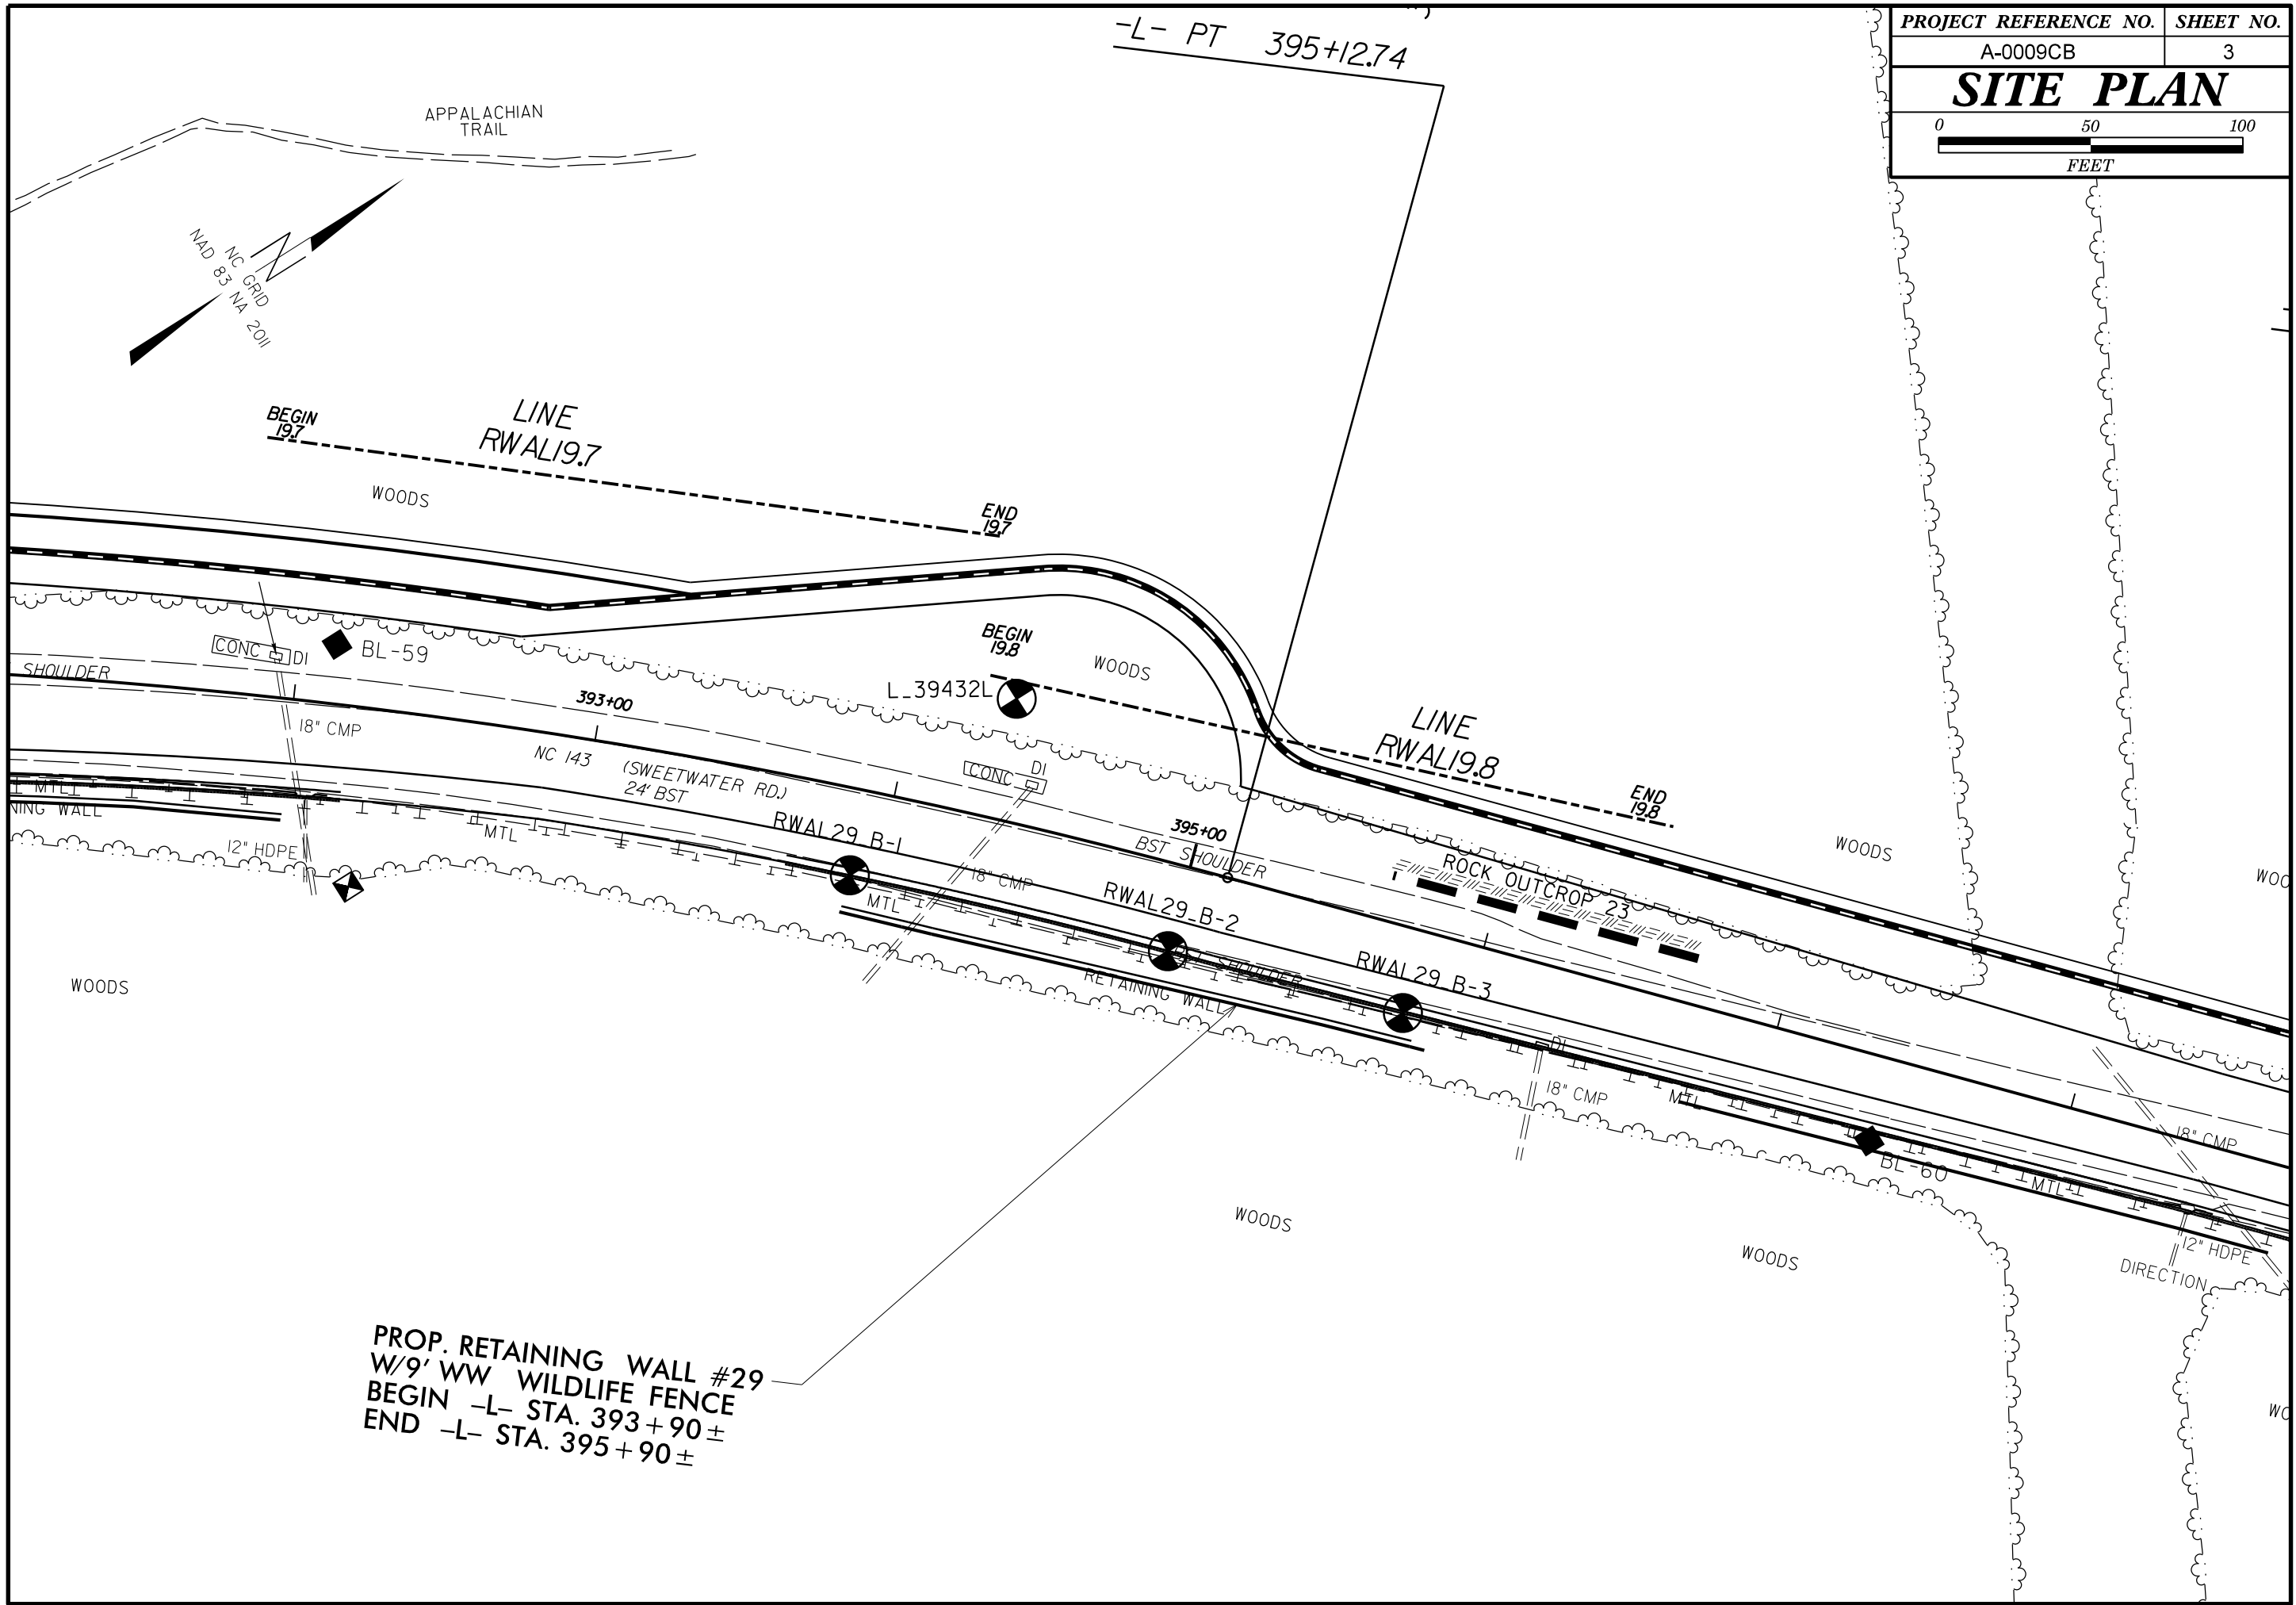 -L- PT 395+12.74
PROJECT REFERENCE NO.
SHEET NO.
A-0009CB
3
SITE PLAN
0 50 100
FEET
APPALACHIAN
TRAIL
NC GRID
NAD 83 NA 2011
BEGIN
19.7
LINE
RWAL19.7
WOODS
END
19.7
CONC
DI
BL-59
SHOULDER
393+00
18" CMP
NC 143 (SWEETWATER RD.)
24' BST
BEGIN
19.8
WOODS
L_39432L
LINE
RWAL19.8
END
19.8
CONC
DI
MTL
NING WALL
12" HDPE
MTL
RWAL29_B-1
18" CMP
MTL
395+00
BST SHOULDER
RWAL29_B-2
ROCK OUTCROP 23
WOODS
WOO
RWAL29_B-3
SHOULDER
RETAINING WALL
WOODS
DI
18" CMP
MTL
BL-60
MTL
18" CMP
12" HDPE
DIRECTION
WOODS
WOODS
WO
PROP. RETAINING WALL #29
W/9' WW WILDLIFE FENCE
BEGIN -L- STA. 393+90±
END -L- STA. 395+90±